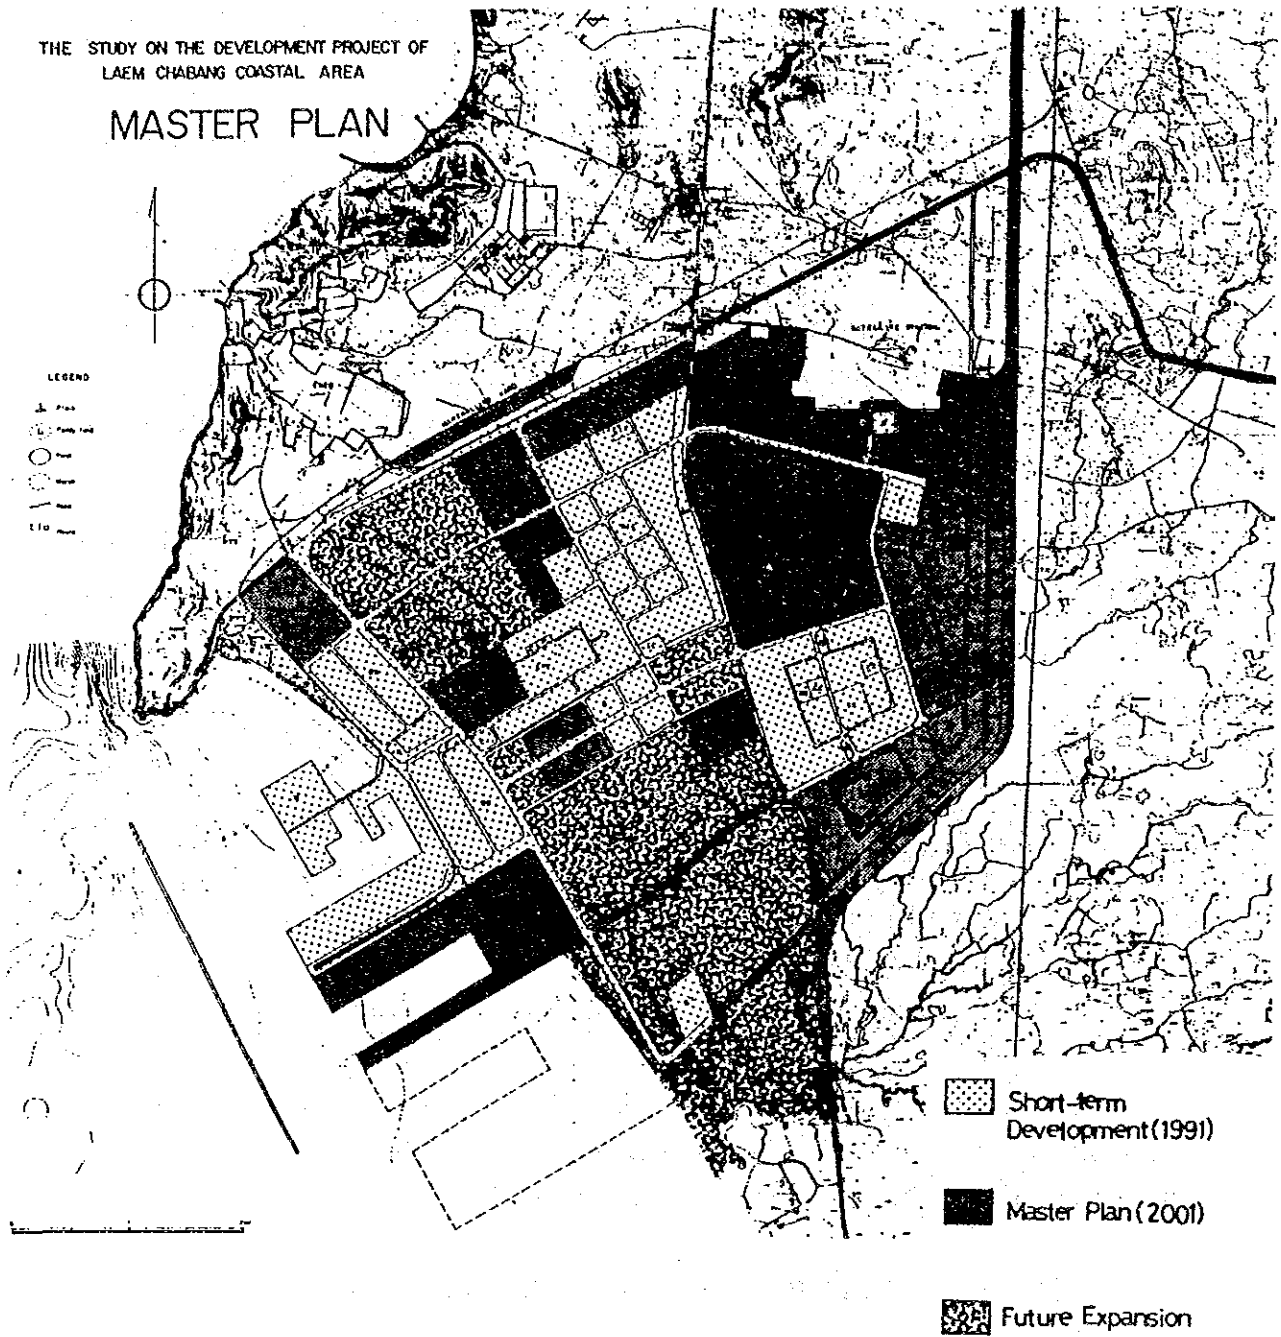 THE STUDY ON THE DEVELOPMENT PROJECT OF
LAEM CHABANG COASTAL AREA
MASTER PLAN
LEGEND
Short-term
Development(1991)
Master Plan(2001)
Future Expansion